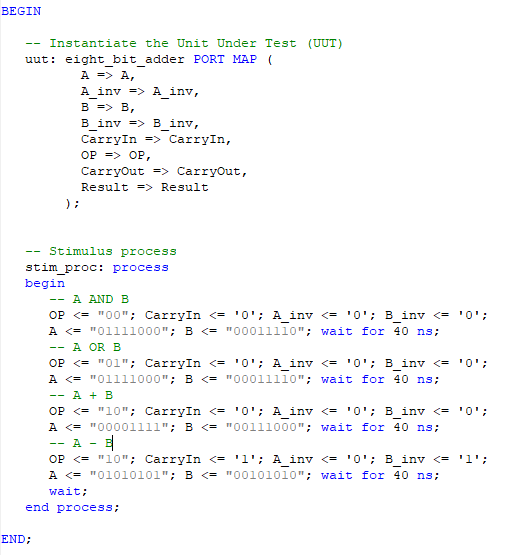 BEGIN
-- Instantiate the Unit Under Test (UUT)
uut: eight_bit_adder PORT MAP (
A => A,
A_inv => A_inv,
B => B,
B_inv => B_inv,
CarryIn => CarryIn,
OP => OP,
CarryOut => CarryOut,
Result => Result
);
-- Stimulus process
stim_proc: process
begin
-- A AND B
OP <= "00"; CarryIn <= '0'; A_inv <= '0'; B_inv <= '0';
A <= "01111000"; B <= "00011110"; wait for 40 ns;
-- A OR B
OP <= "01"; CarryIn <= '0'; A_inv <= '0'; B_inv <= '0';
A <= "01111000"; B <= "00011110"; wait for 40 ns;
-- A + B
OP <= "10"; CarryIn <= '0'; A_inv <= '0'; B_inv <= '0';
A <= "00001111"; B <= "00111000"; wait for 40 ns;
-- A - B
OP <= "10"; CarryIn <= '1'; A_inv <= '0'; B_inv <= '1';
A <= "01010101"; B <= "00101010"; wait for 40 ns;
wait;
end process;
END;